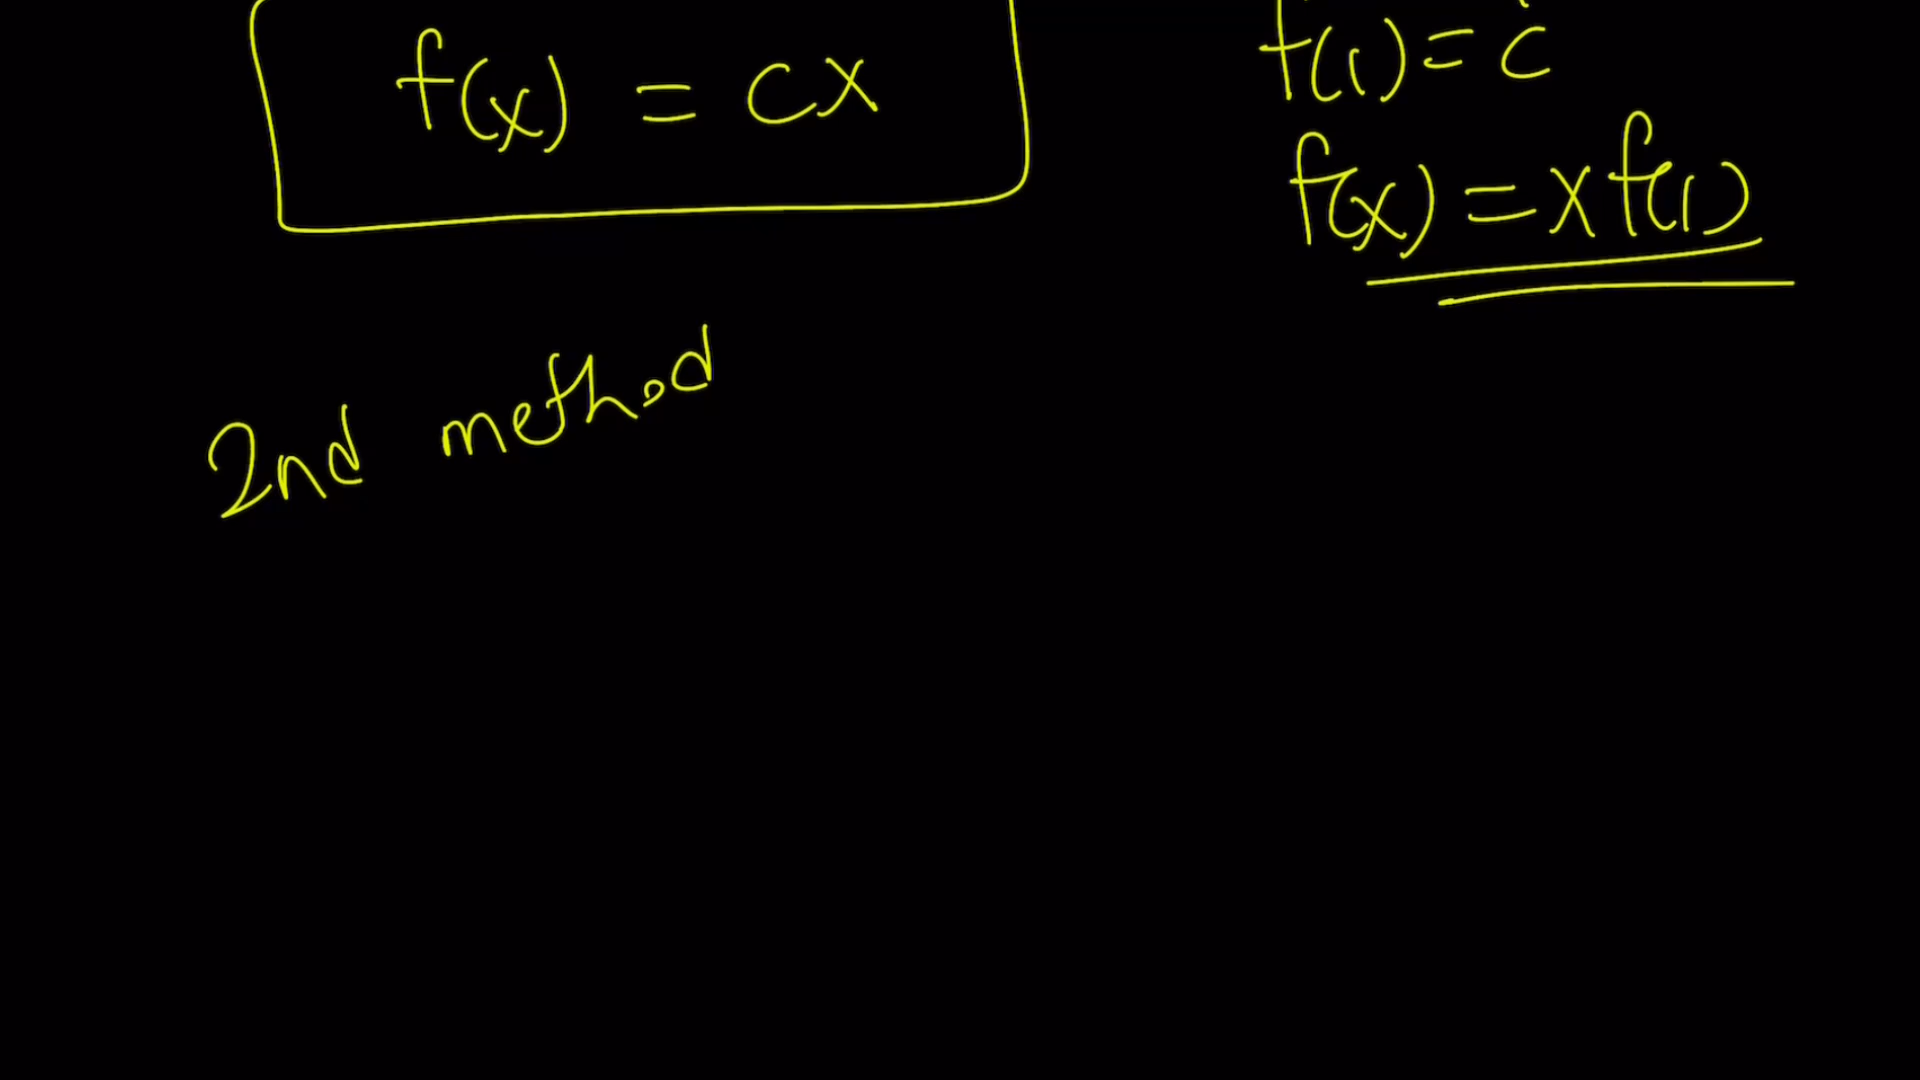 f(x) = cx
f(1) = c
f(x) = x f(1)
2nd method